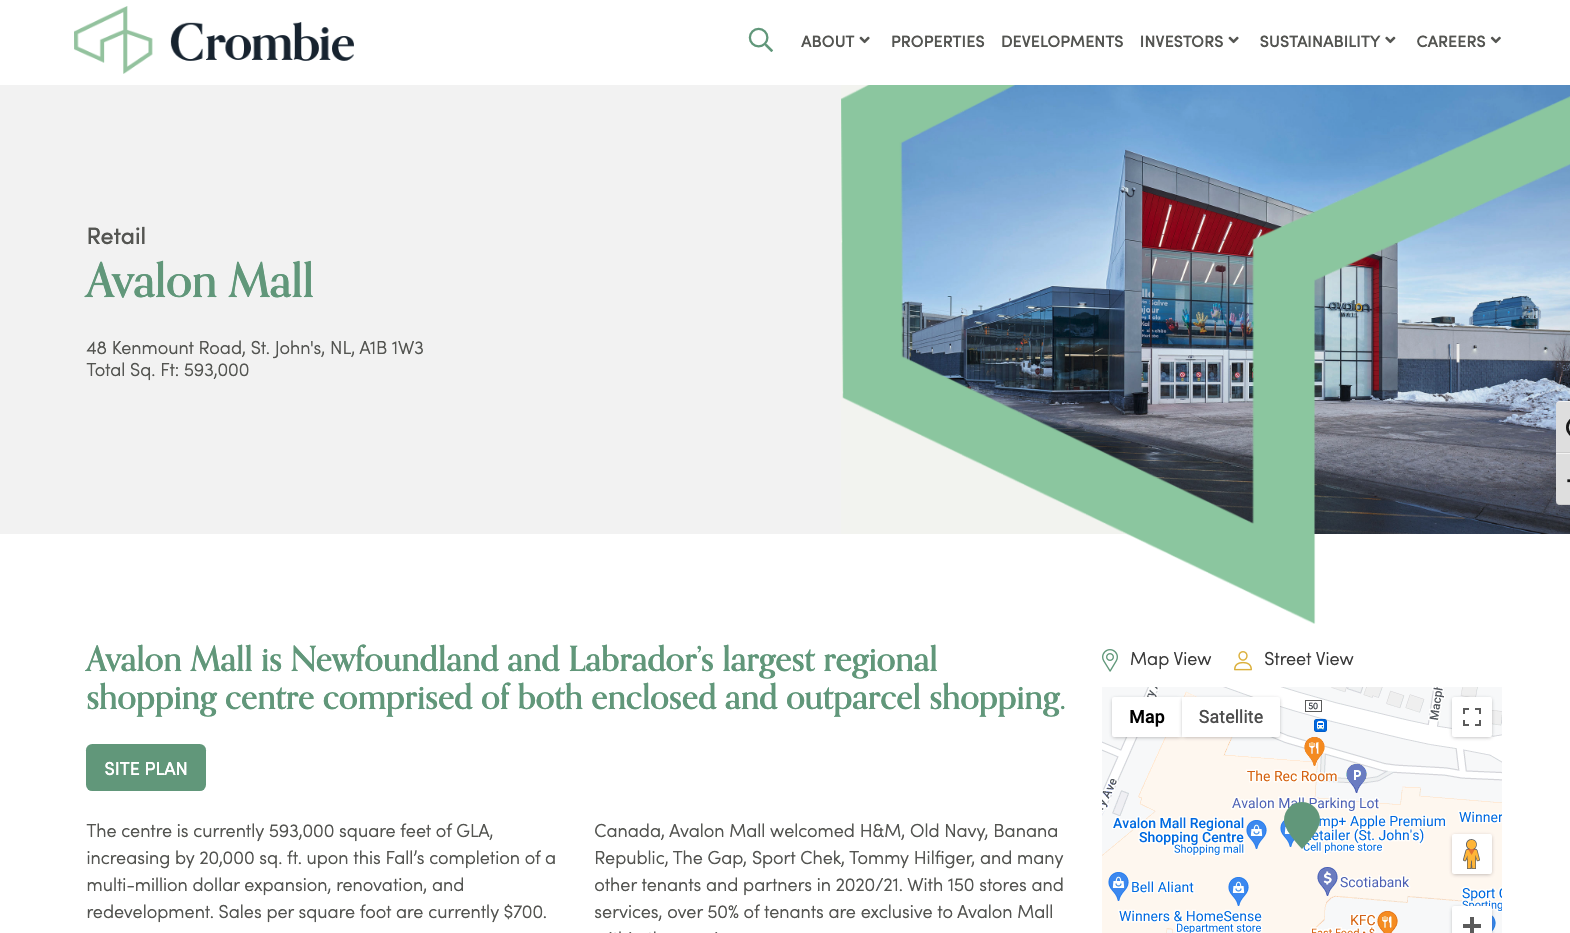 Crombie
ABOUT PROPERTIES DEVELOPMENTS INVESTORS SUSTAINABILITY CAREERS
Retail
Avalon Mall
48 Kenmount Road, St. John's, NL, A1B 1W3
Total Sq. Ft: 593,000
avalon
MALL
Avalon Mall is Newfoundland and Labrador's largest regional
shopping centre comprised of both enclosed and outparcel shopping.
SITE PLAN
The centre is currently 593,000 square feet of GLA,
increasing by 20,000 sq. ft. upon this Fall's completion of a
multi-million dollar expansion, renovation, and
redevelopment. Sales per square foot are currently $700.
Canada, Avalon Mall welcomed H&M, Old Navy, Banana
Republic, The Gap, Sport Chek, Tommy Hilfiger, and many
other tenants and partners in 2020/21. With 150 stores and
services, over 50% of tenants are exclusive to Avalon Mall
Map View Street View
Map Satellite
50
The Rec Room
P
Avalon Mall Parking Lot
Avalon Mall Regional
Shopping Centre
Shopping mall
mp+ Apple Premium
etailer (St. John's)
Cell phone store
Winner
Bell Aliant
$
Scotiabank
Winners & HomeSense
Department store
Sport
Sporting
KFC
Fast Food • $